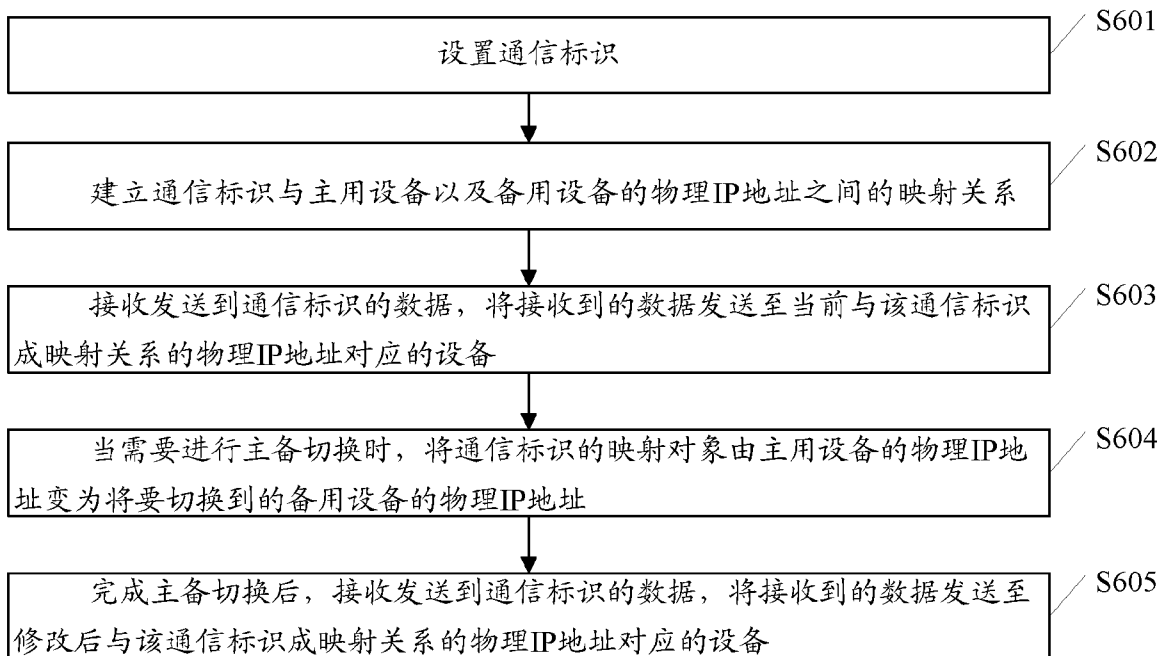 设置通信标识
S601
建立通信标识与主用设备以及备用设备的物理IP地址之间的映射关系
S602
接收发送到通信标识的数据，将接收到的数据发送至当前与该通信标识
成映射关系的物理IP地址对应的设备
S603
当需要进行主备切换时，将通信标识的映射对象由主用设备的物理IP地
址变为将要切换到的备用设备的物理IP地址
S604
完成主备切换后，接收发送到通信标识的数据，将接收到的数据发送至
修改后与该通信标识成映射关系的物理IP地址对应的设备
S605